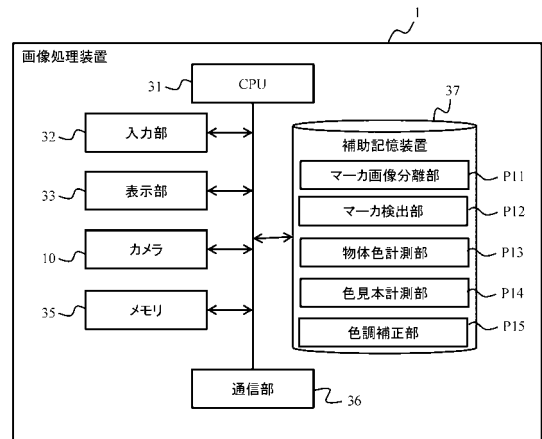 1
画像処理装置
31
CPU
37
32
入力部
補助記憶装置
33
表示部
マーカ画像分離部
P11
マーカ検出部
P12
10
カメラ
物体色計測部
P13
35
メモリ
色見本計測部
P14
色調補正部
P15
通信部
36